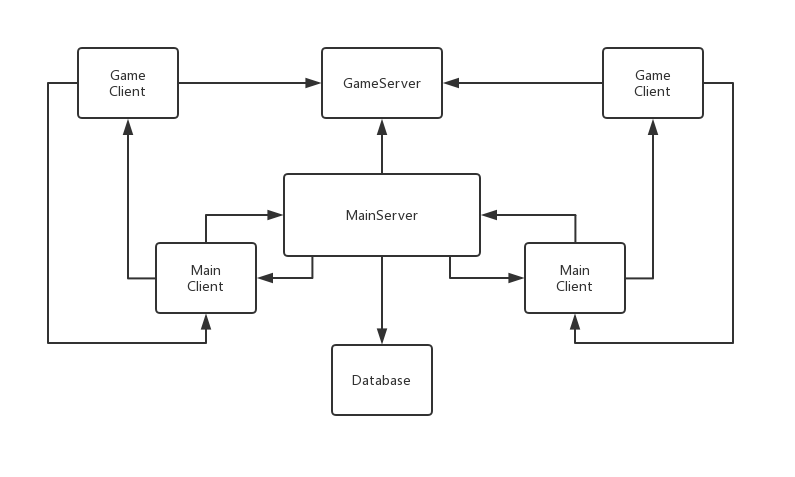 Game
Client
GameServer
Game
Client
MainServer
Main
Client
Main
Client
Database